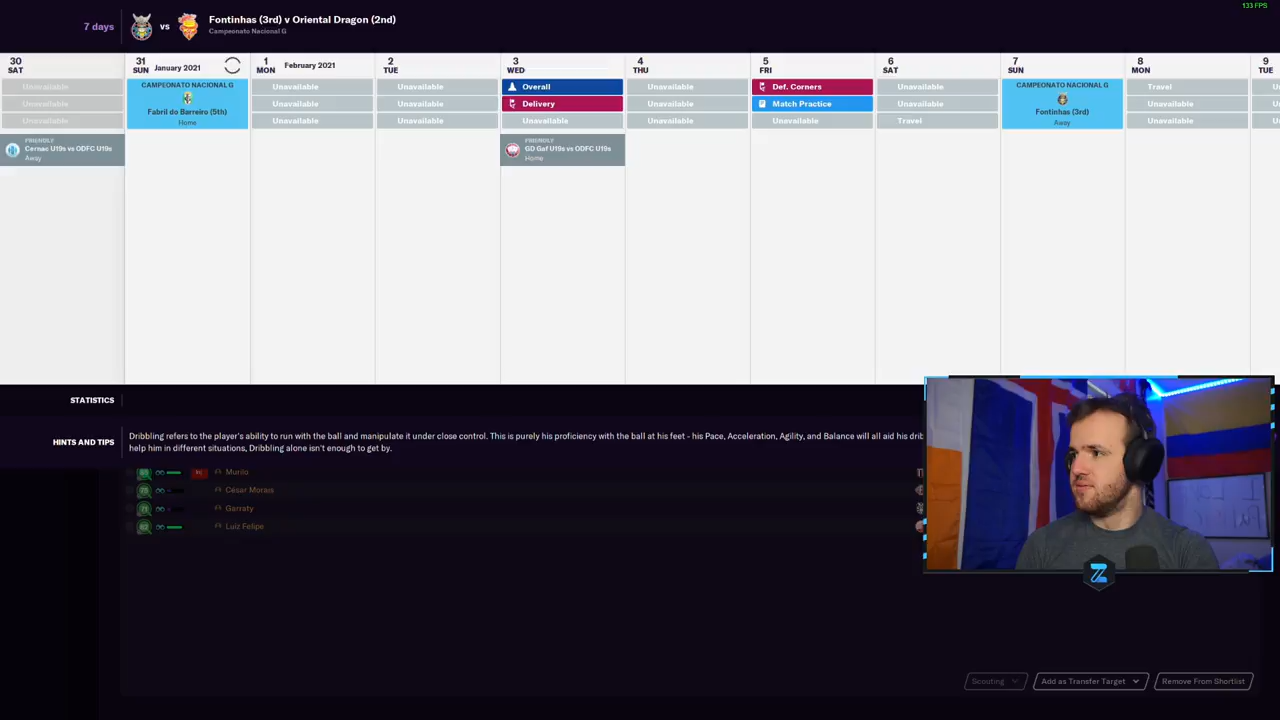 133 FPS
7 days
vs
Fontinhas (3rd) v Oriental Dragon (2nd)
Campeonato Nacional G
30
SAT
31
SUN
January 2021
1
MON
February 2021
2
TUE
3
WED
4
THU
5
FRI
6
SAT
7
SUN
8
MON
9
TUE
Unavailable
Unavailable
Unavailable
FRIENDLY
Cernac U19s vs ODFC U19s
Away
CAMPEONATO NACIONAL G
Fabril do Barreiro (5th)
Home
Unavailable
Unavailable
Unavailable
Unavailable
Unavailable
Unavailable
Overall
Delivery
Unavailable
FRIENDLY
GD Gaf U19s vs ODFC U19s
Home
Unavailable
Unavailable
Unavailable
Def. Corners
Match Practice
Unavailable
Unavailable
Unavailable
Travel
CAMPEONATO NACIONAL G
Fontinhas (3rd)
Away
Travel
Unavailable
Unavailable
STATISTICS
HINTS AND TIPS
Dribbling refers to the player's ability to run with the ball and manipulate it under close control. This is purely his proficiency with the ball at his feet - his Pace, Acceleration, Agility, and Balance will all aid his
help him in different situations, Dribbling alone isn't enough to get by.
Murilo
César Morais
Garraty
Luiz Felipe
Scouting
Add as Transfer Target
Remove From Shortlist